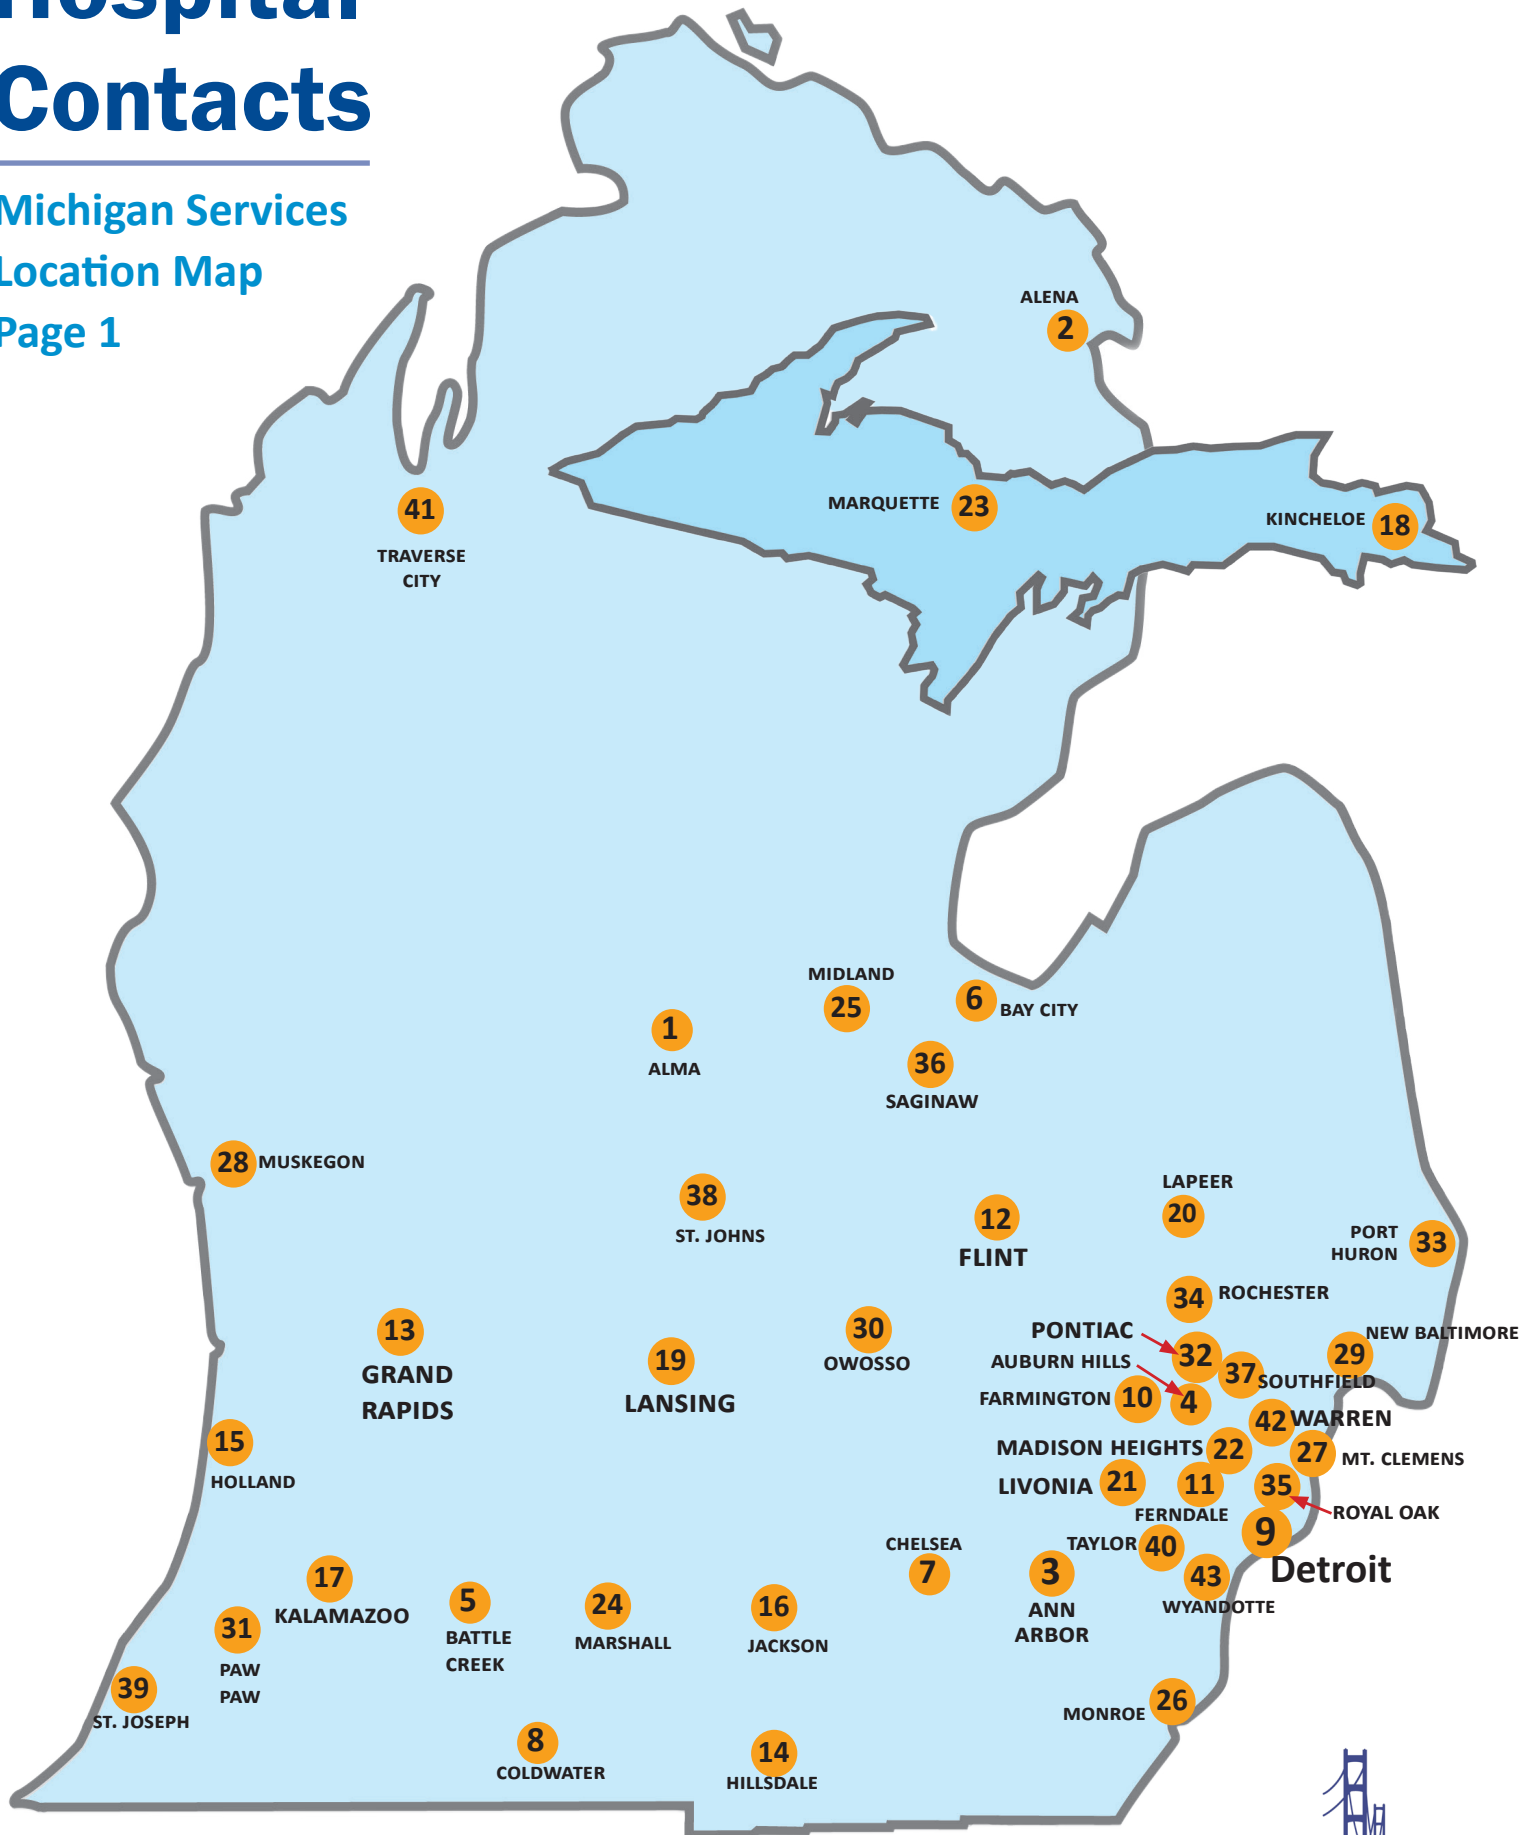 Hospital
Contacts
Michigan Services
Location Map
Page 1
ALENA
2
MARQUETTE 23
KINCHELOE 18
41
TRAVERSE
CITY
MIDLAND
25
6 BAY CITY
1
ALMA
36
SAGINAW
28 MUSKEGON
38
ST. JOHNS
12
FLINT
LAPEER
20
PORT
HURON
33
34 ROCHESTER
13
GRAND
RAPIDS
19
LANSING
30
OWOSSO
PONTIAC 32
AUBURN HILLS 4
NEW BALTIMORE
29
37 SOUTHFIELD
FARMINGTON 10
42 WARREN
MADISON HEIGHTS 22
27 MT. CLEMENS
15
HOLLAND
LIVONIA 21
11
FERNDALE
35
ROYAL OAK
9
Detroit
TAYLOR 40
43
WYANDOTTE
CHELSEA
7
3
ANN
ARBOR
17
KALAMAZOO
5
BATTLE
CREEK
24
MARSHALL
16
JACKSON
31
PAW
PAW
39
ST. JOSEPH
MONROE 26
8
COLDWATER
14
HILLSDALE